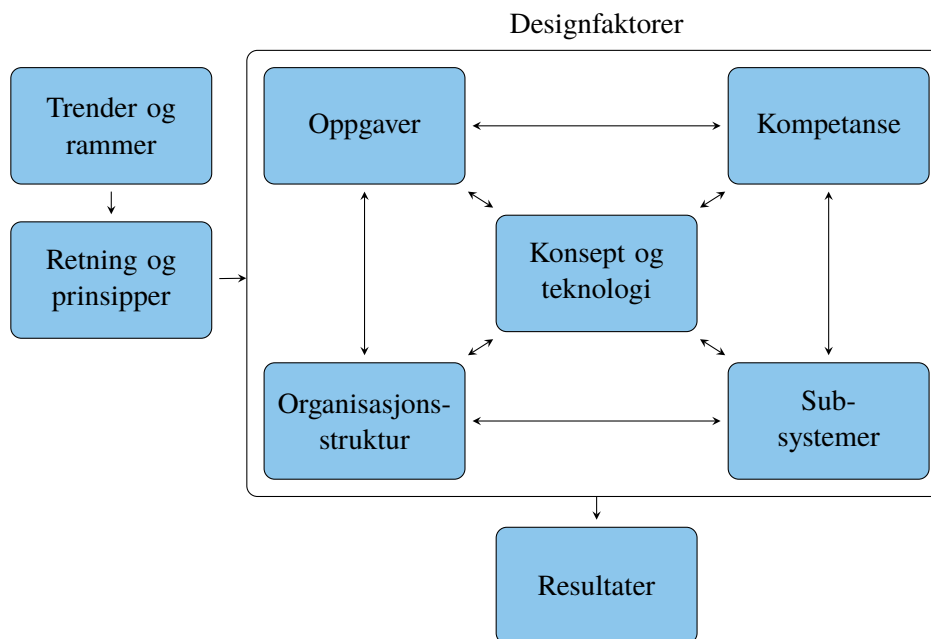 Designfaktorer
Trender og
rammer
Retning og
prinsipper
Oppgaver
Kompetanse
Konsept og
teknologi
Organisasjons-
struktur
Sub-
systemer
Resultater